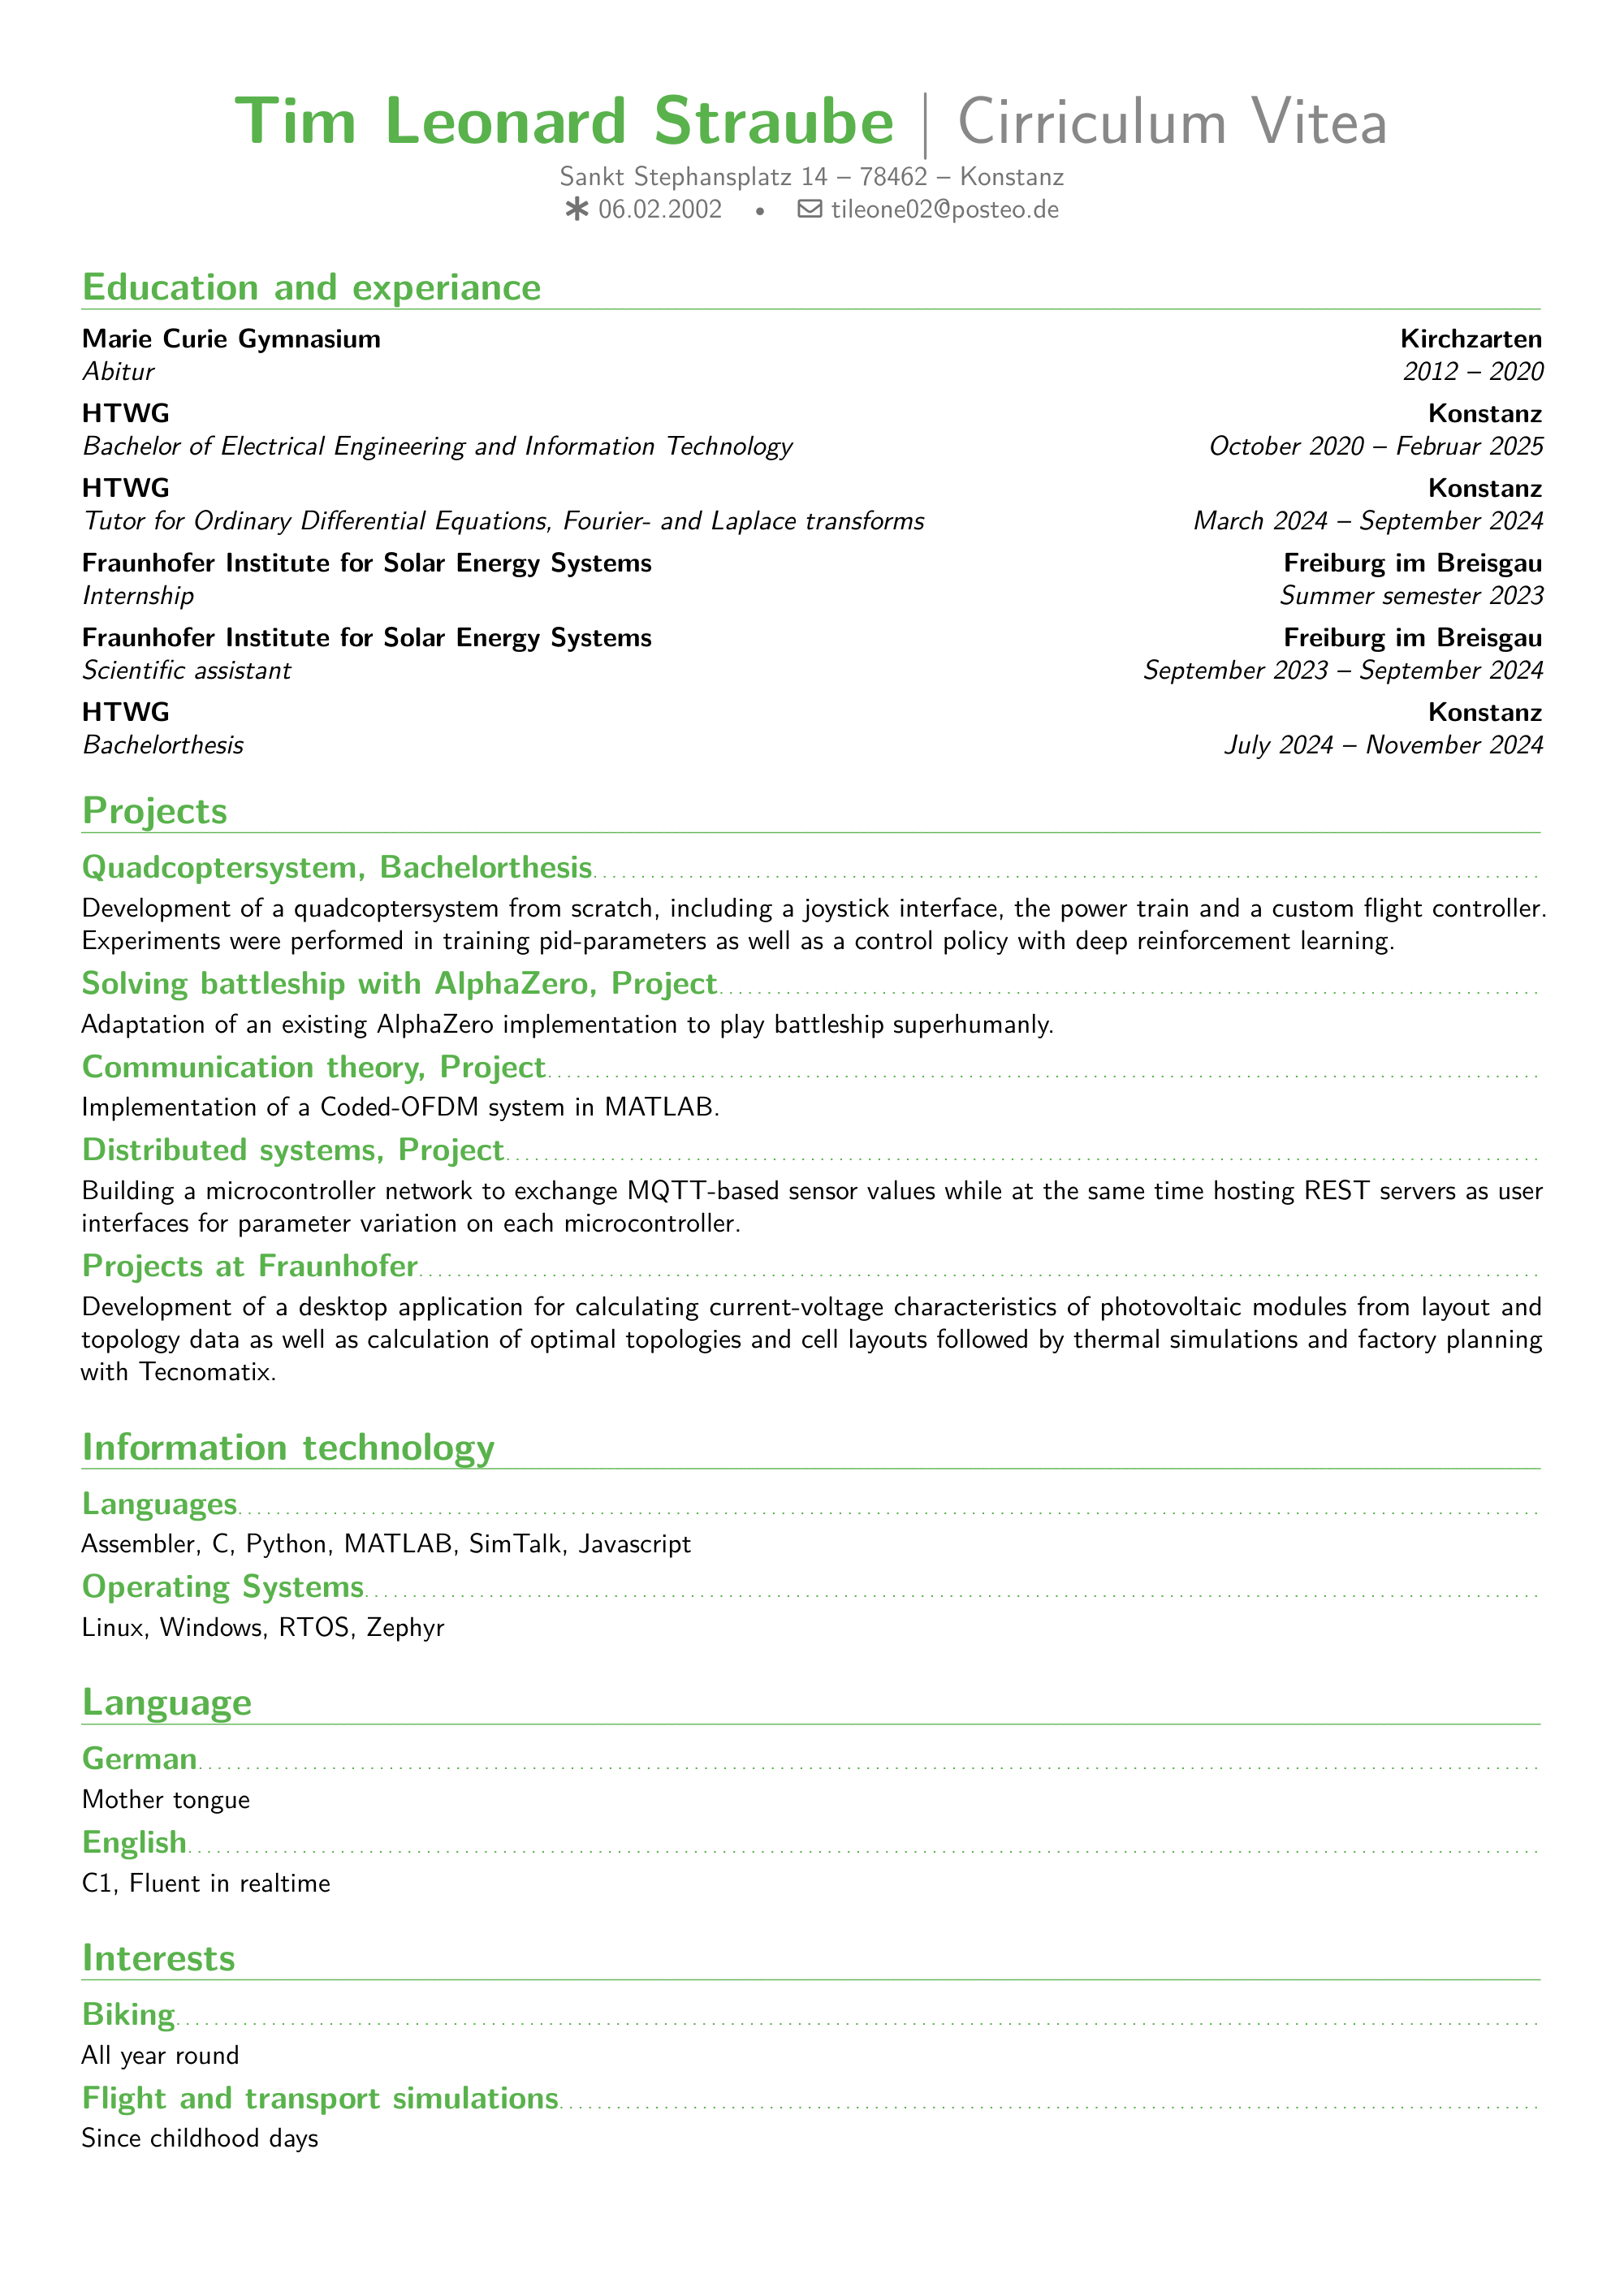 Tim Leonard Straube | Cirriculum Vitea
Sankt Stephansplatz 14 – 78462 – Konstanz
✱ 06.02.2002 • ✉ tileone02@posteo.de
Education and experiance
Marie Curie Gymnasium Kirchzarten
Abitur 2012 – 2020
HTWG Konstanz
Bachelor of Electrical Engineering and Information Technology October 2020 – Februar 2025
HTWG Konstanz
Tutor for Ordinary Differential Equations, Fourier- and Laplace transforms March 2024 – September 2024
Fraunhofer Institute for Solar Energy Systems Freiburg im Breisgau
Internship Summer semester 2023
Fraunhofer Institute for Solar Energy Systems Freiburg im Breisgau
Scientific assistant September 2023 – September 2024
HTWG Konstanz
Bachelorthesis July 2024 – November 2024
Projects
Quadcoptersystem, Bachelorthesis
Development of a quadcoptersystem from scratch, including a joystick interface, the power train and a custom flight controller.
Experiments were performed in training pid-parameters as well as a control policy with deep reinforcement learning.
Solving battleship with AlphaZero, Project
Adaptation of an existing AlphaZero implementation to play battleship superhumanly.
Communication theory, Project
Implementation of a Coded-OFDM system in MATLAB.
Distributed systems, Project
Building a microcontroller network to exchange MQTT-based sensor values while at the same time hosting REST servers as user
interfaces for parameter variation on each microcontroller.
Projects at Fraunhofer
Development of a desktop application for calculating current-voltage characteristics of photovoltaic modules from layout and
topology data as well as calculation of optimal topologies and cell layouts followed by thermal simulations and factory planning
with Tecnomatix.
Information technology
Languages
Assembler, C, Python, MATLAB, SimTalk, Javascript
Operating Systems
Linux, Windows, RTOS, Zephyr
Language
German
Mother tongue
English
C1, Fluent in realtime
Interests
Biking
All year round
Flight and transport simulations
Since childhood days